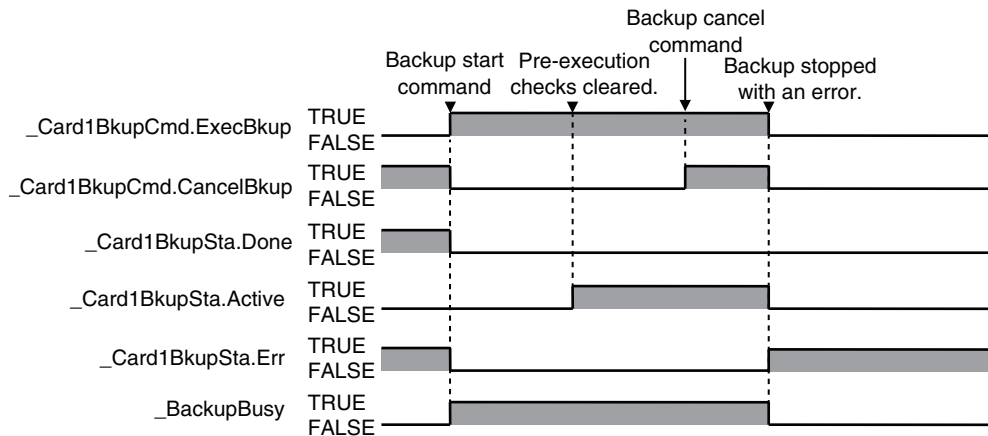 Backup cancel
command
Backup start
command
Pre-execution
checks cleared.
Backup stopped
with an error.
_Card1BkupCmd.ExecBkup
TRUE
FALSE
_Card1BkupCmd.CancelBkup
TRUE
FALSE
_Card1BkupSta.Done
TRUE
FALSE
_Card1BkupSta.Active
TRUE
FALSE
_Card1BkupSta.Err
TRUE
FALSE
_BackupBusy
TRUE
FALSE